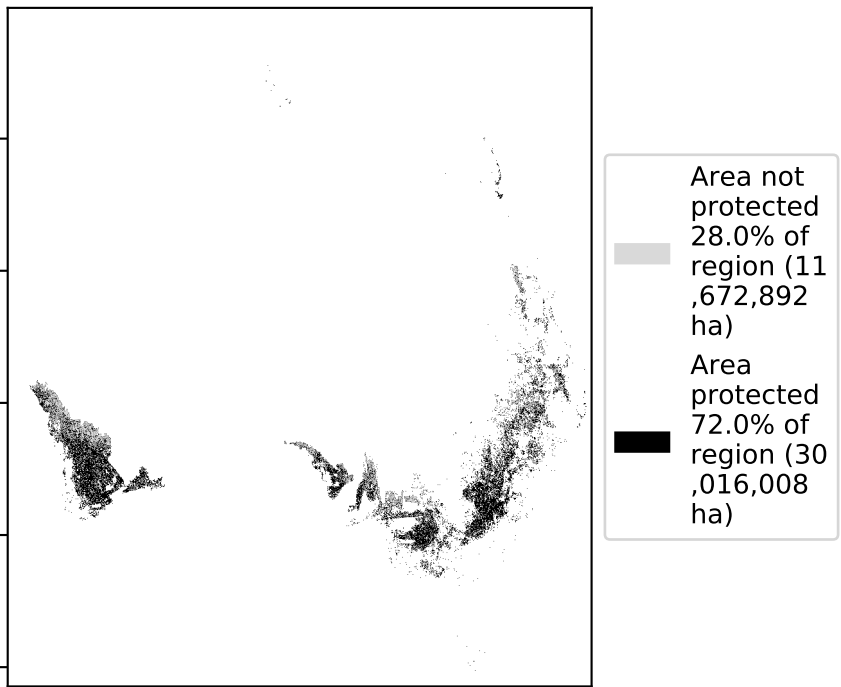 Area not
protected
28.0% of
region (11
,672,892
ha)
Area
protected
72.0% of
region (30
,016,008
ha)